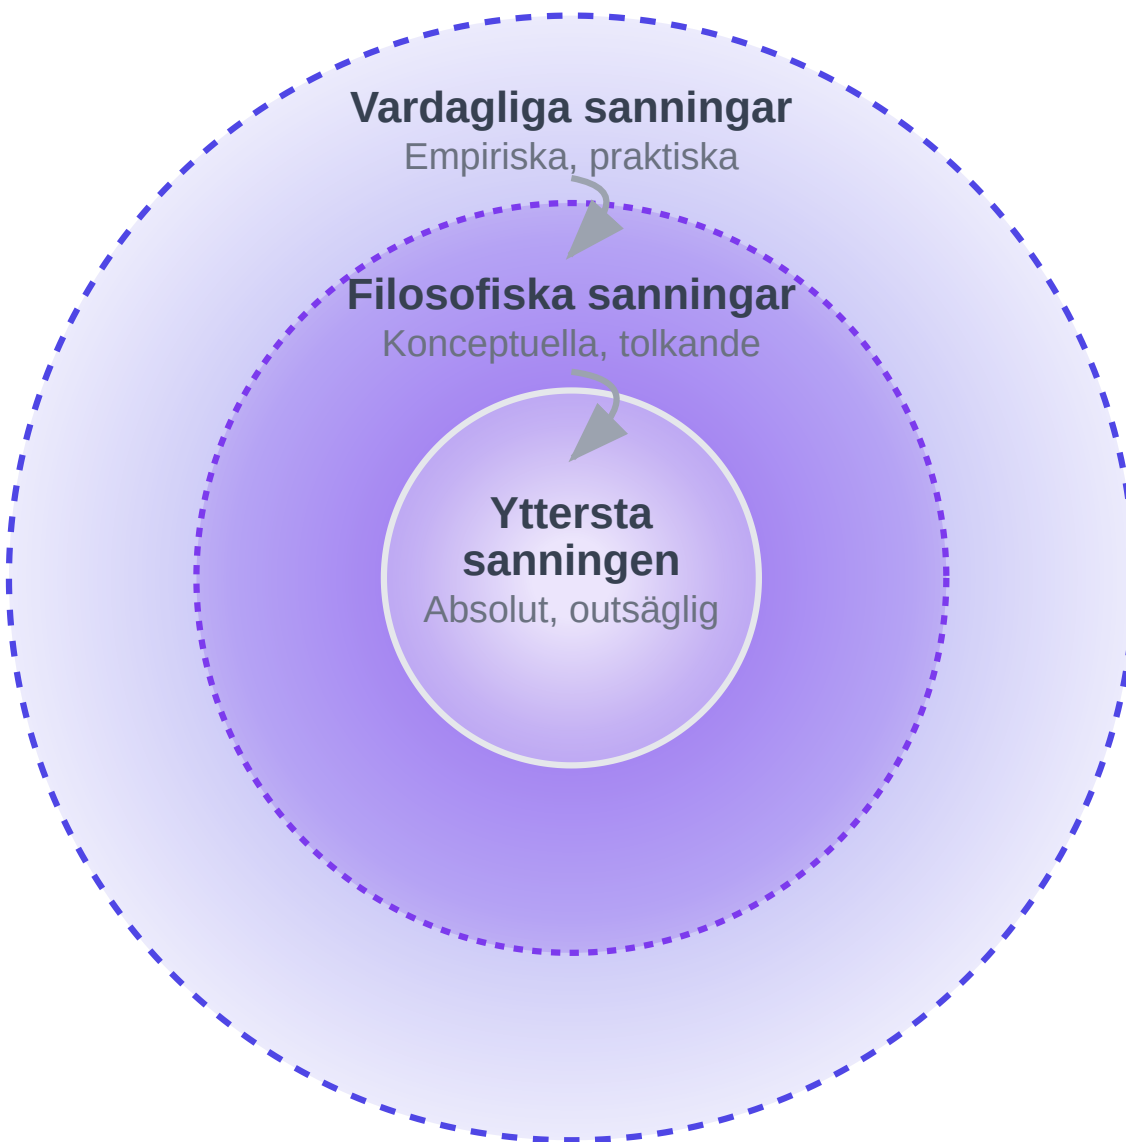 Vardagliga sanningar
Empiriska, praktiska
Filosofiska sanningar
Konceptuella, tolkande
Yttersta
sanningen
Absolut, outsäglig